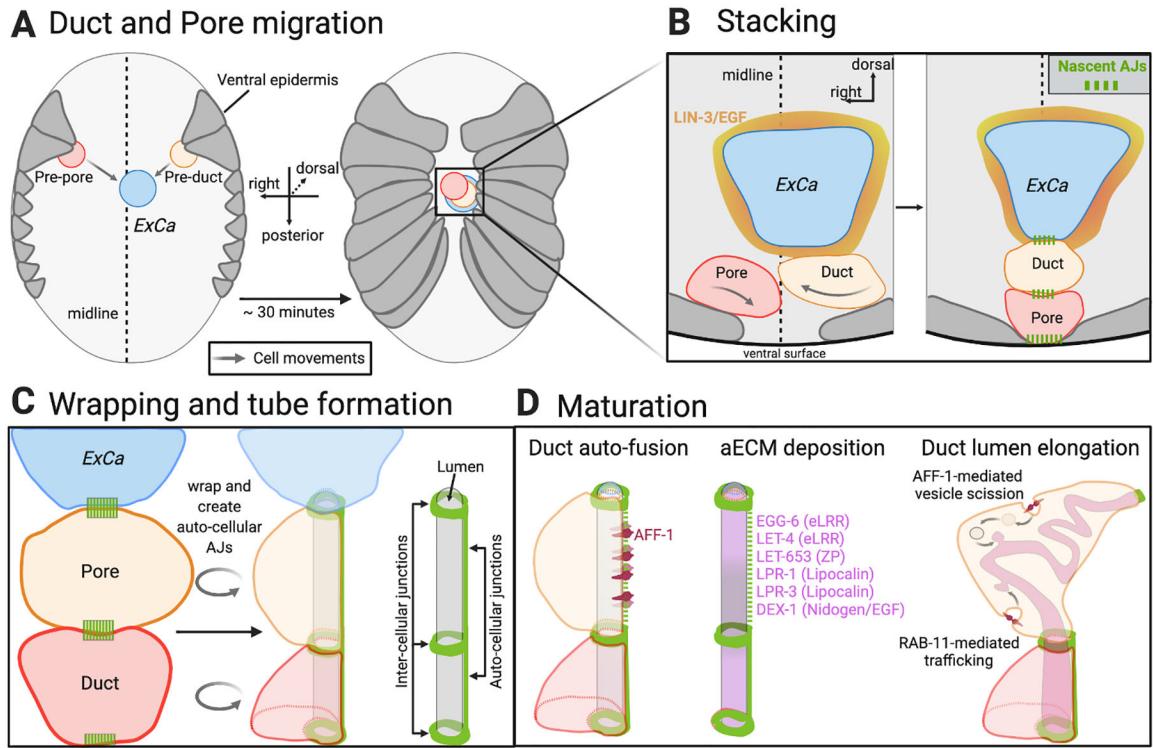 A Duct and Pore migration
Ventral epidermis
Pre-pore
Pre-duct
ExCa
midline
right
dorsal
posterior
~ 30 minutes
Cell movements
B Stacking
midline
dorsal
right
LIN-3/EGF
ExCa
Pore
Duct
ventral surface
Nascent AJs
ExCa
Duct
Pore
C Wrapping and tube formation
ExCa
Pore
Duct
wrap and
create
auto-cellular
AJs
Lumen
Inter-cellular junctions
Auto-cellular junctions
D Maturation
Duct auto-fusion
AFF-1
aECM deposition
EGG-6 (eLRR)
LET-4 (eLRR)
LET-653 (ZP)
LPR-1 (Lipocalin)
LPR-3 (Lipocalin)
DEX-1 (Nidogen/EGF)
Duct lumen elongation
AFF-1-mediated
vesicle scission
RAB-11-mediated
trafficking